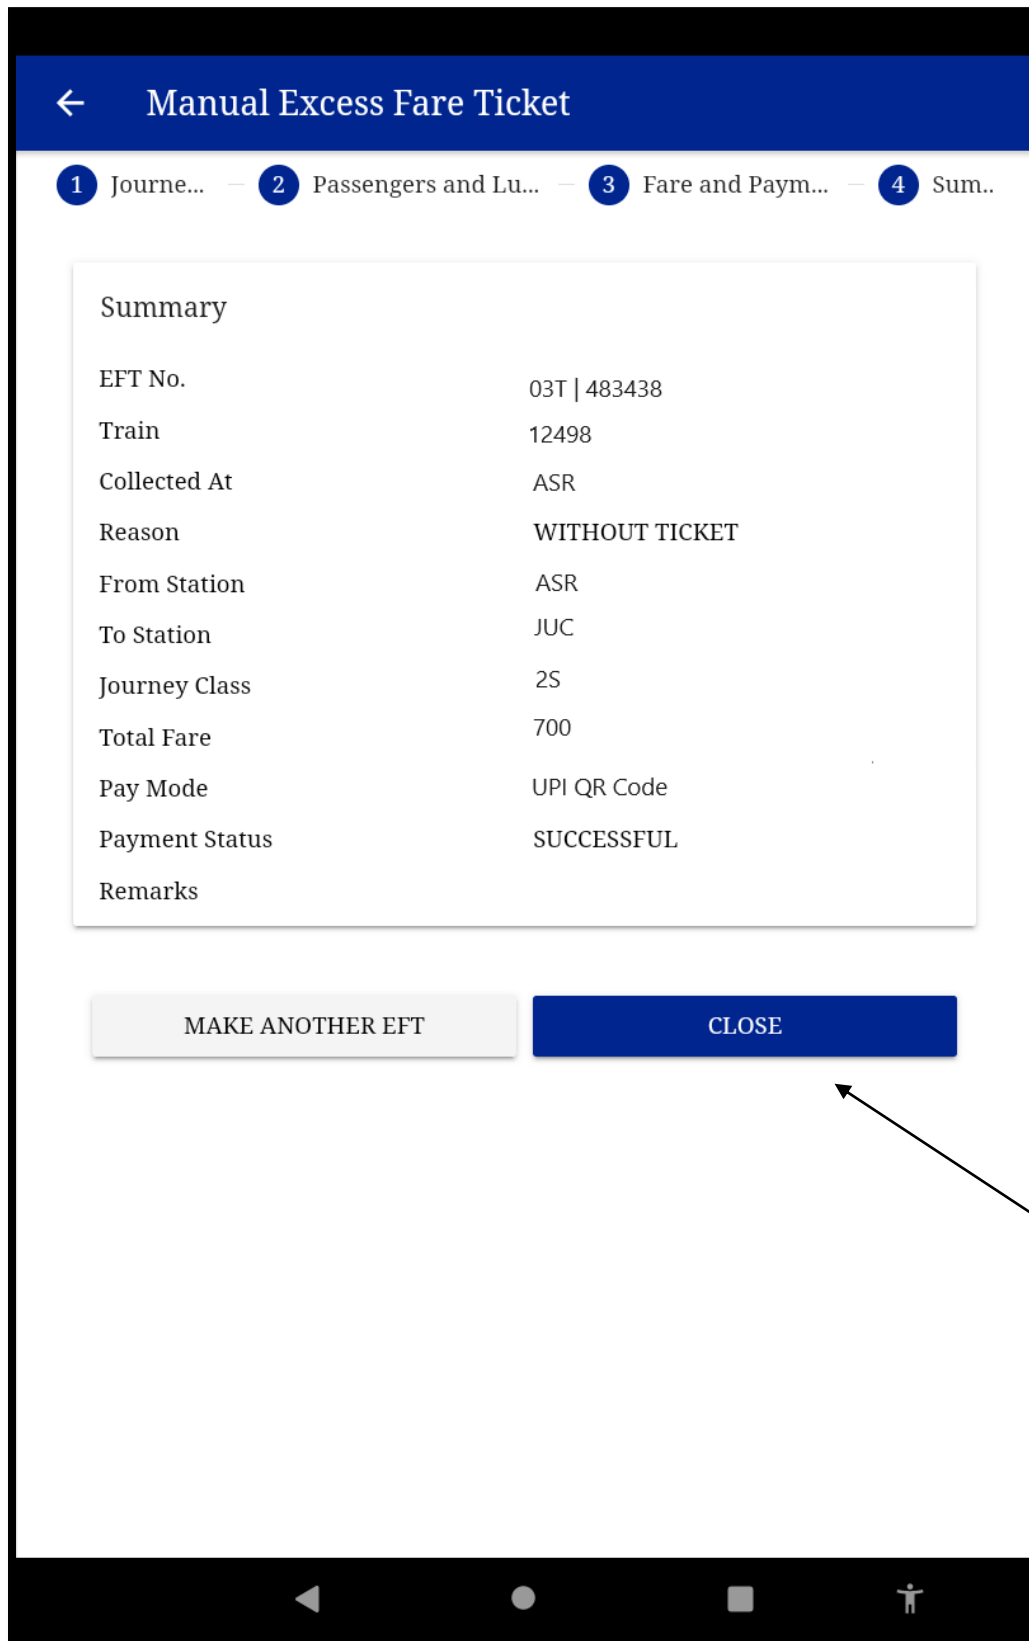 Manual Excess Fare Ticket
1 Journe... 2 Passengers and Lu... 3 Fare and Paym... 4 Sum..
Summary
EFT No. 03T | 483438
Train 12498
Collected At ASR
Reason WITHOUT TICKET
From Station ASR
To Station JUC
Journey Class 2S
Total Fare 700
Pay Mode UPI QR Code
Payment Status SUCCESSFUL
Remarks
MAKE ANOTHER EFT CLOSE